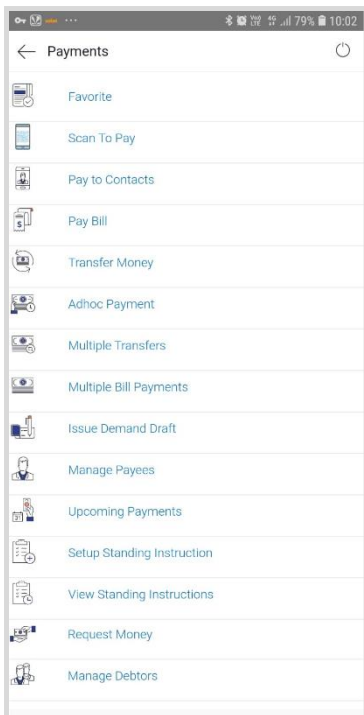 79% 10:02
Payments
Favorite
Scan To Pay
Pay to Contacts
Pay Bill
Transfer Money
Adhoc Payment
Multiple Transfers
Multiple Bill Payments
Issue Demand Draft
Manage Payees
Upcoming Payments
Setup Standing Instruction
View Standing Instructions
Request Money
Manage Debtors